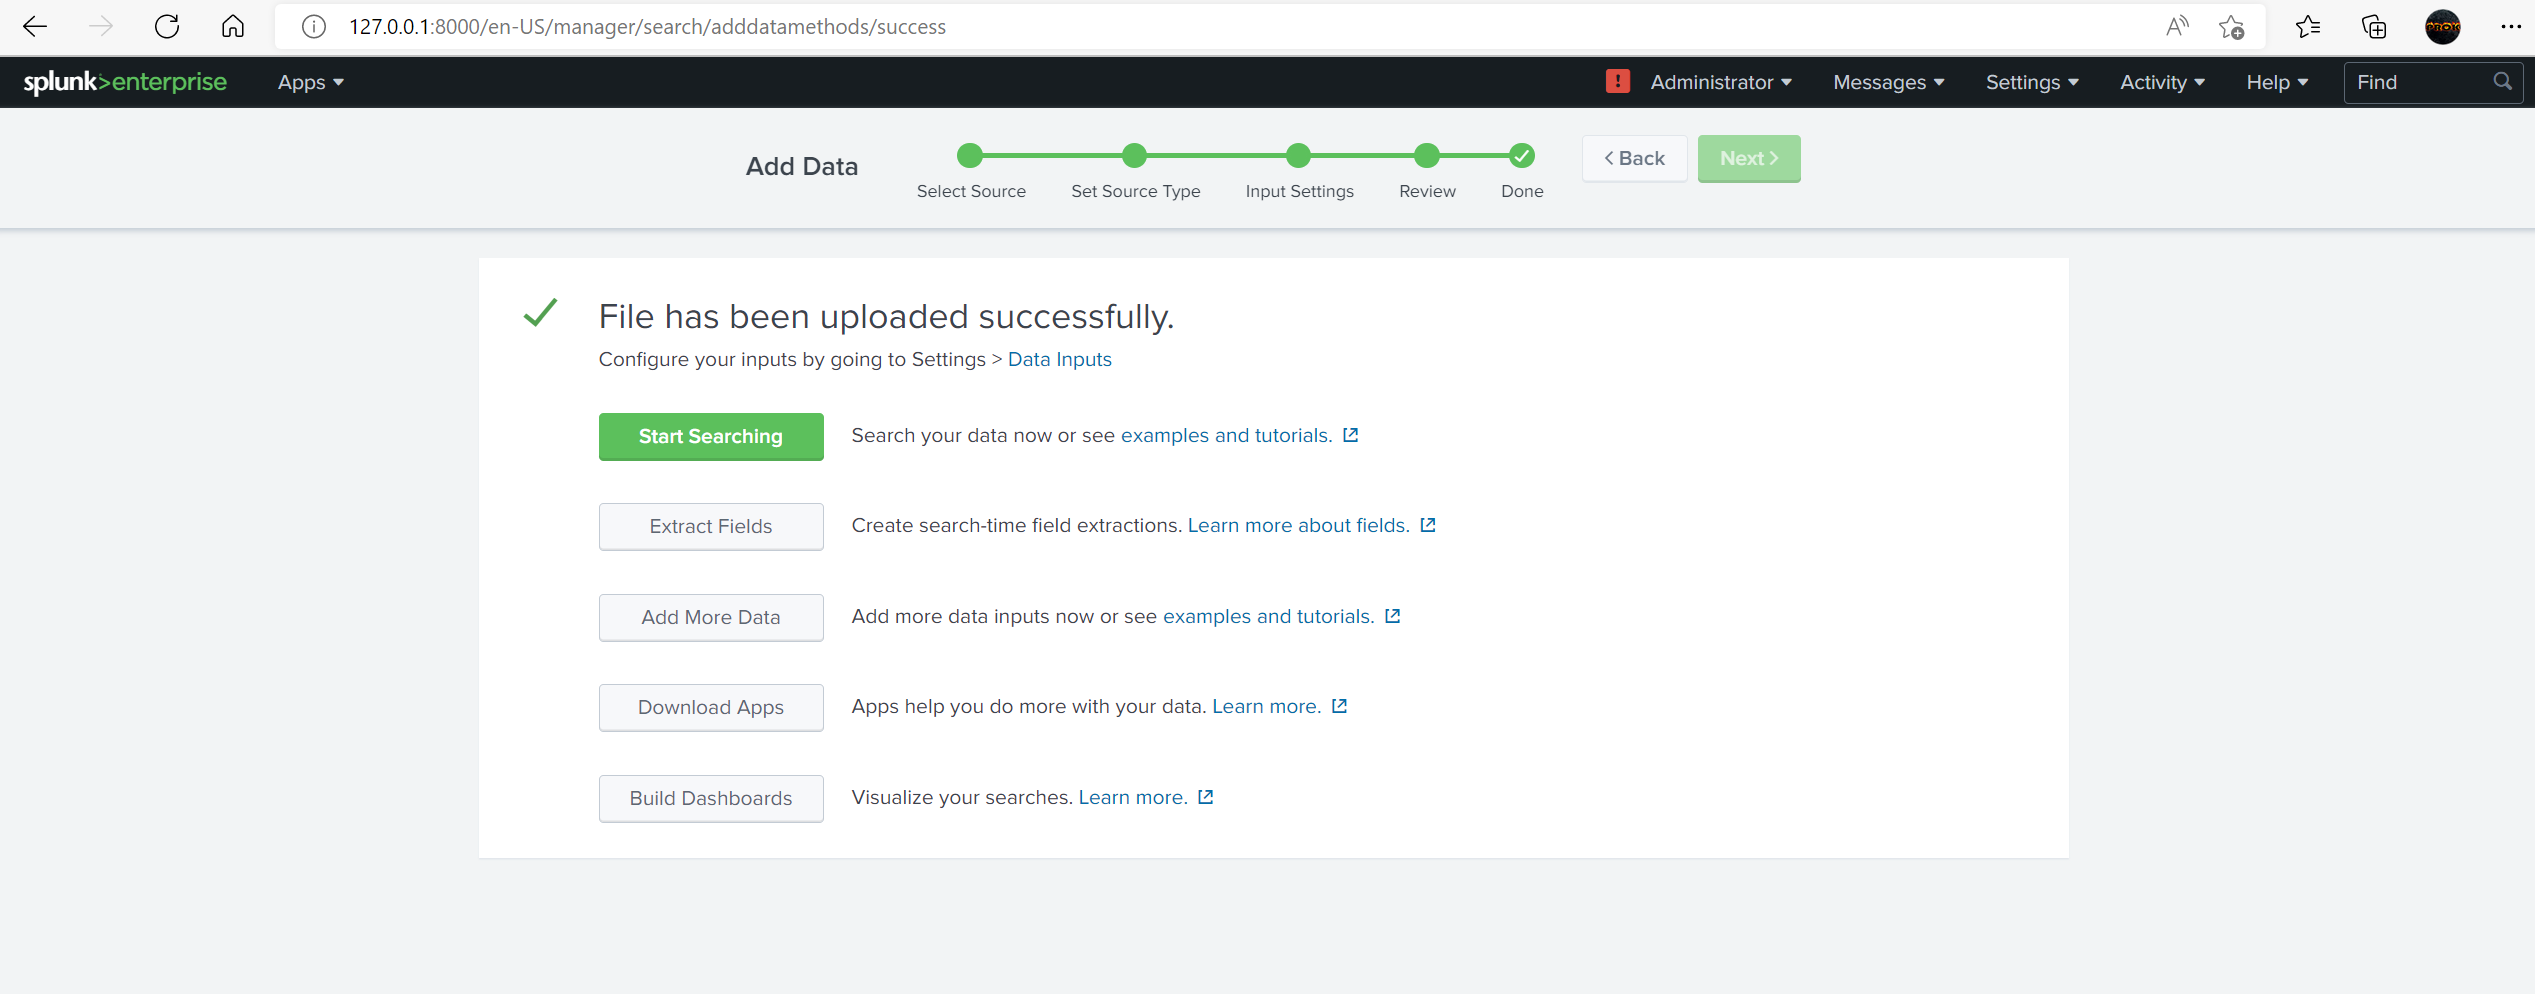 127.0.0.1:8000/en-US/manager/search/adddatamethods/success
splunk>enterprise Apps ! Administrator Messages Settings Activity Help Find
Add Data
Select Source Set Source Type Input Settings Review Done
< Back Next >
File has been uploaded successfully.
Configure your inputs by going to Settings > Data Inputs
Start Searching Search your data now or see examples and tutorials.
Extract Fields Create search-time field extractions. Learn more about fields.
Add More Data Add more data inputs now or see examples and tutorials.
Download Apps Apps help you do more with your data. Learn more.
Build Dashboards Visualize your searches. Learn more.